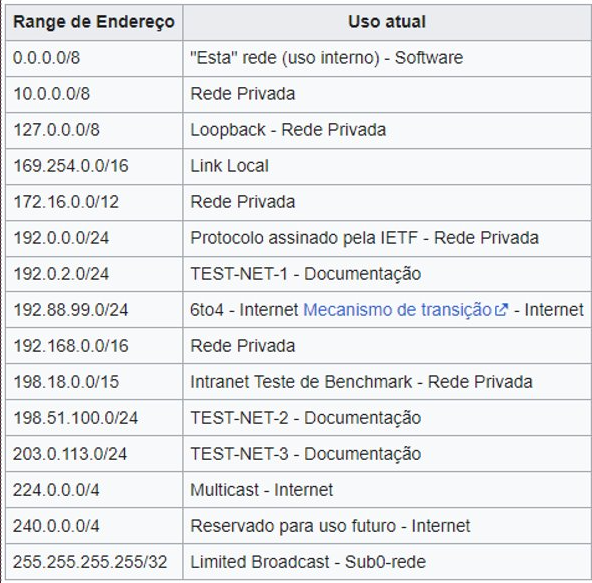 Range de Endereço Uso atual
0.0.0.0/8 "Esta" rede (uso interno) - Software
10.0.0.0/8 Rede Privada
127.0.0.0/8 Loopback - Rede Privada
169.254.0.0/16 Link Local
172.16.0.0/12 Rede Privada
192.0.0.0/24 Protocolo assinado pela IETF - Rede Privada
192.0.2.0/24 TEST-NET-1 - Documentação
192.88.99.0/24 6to4 - Internet Mecanismo de transição - Internet
192.168.0.0/16 Rede Privada
198.18.0.0/15 Intranet Teste de Benchmark - Rede Privada
198.51.100.0/24 TEST-NET-2 - Documentação
203.0.113.0/24 TEST-NET-3 - Documentação
224.0.0.0/4 Multicast - Internet
240.0.0.0/4 Reservado para uso futuro - Internet
255.255.255.255/32 Limited Broadcast - Sub0-rede